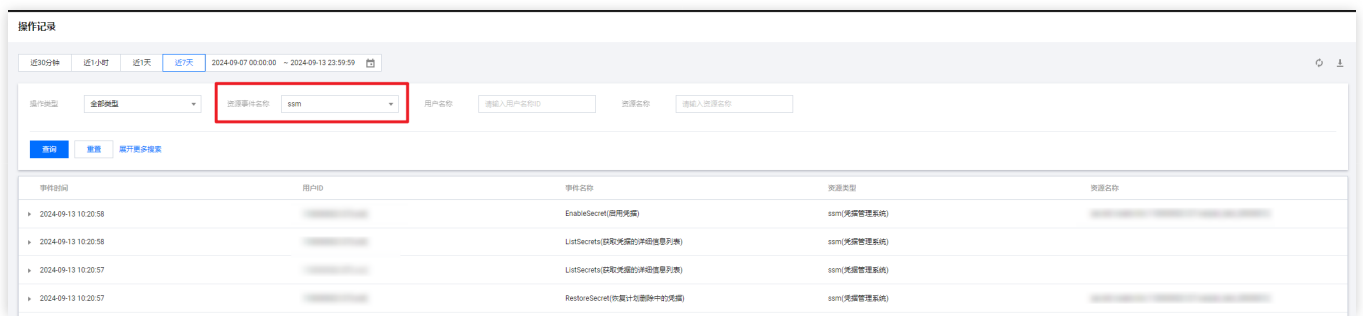 操作记录
近30分钟 近1小时 近1天 近7天 2024-09-07 00:00:00 ~ 2024-09-13 23:59:59
操作类型 全部类型 资源事件名称 ssm 用户名称 请输入用户名称ID 资源名称 请输入资源名称
查询 重置 展开更多搜索
事件时间 用户ID 事件名称 资源类型 资源名称
2024-09-13 10:20:58 EnableSecret(启用凭据) ssm(凭据管理系统)
2024-09-13 10:20:58 ListSecrets(获取凭据的详细信息列表) ssm(凭据管理系统)
2024-09-13 10:20:57 ListSecrets(获取凭据的详细信息列表) ssm(凭据管理系统)
2024-09-13 10:20:57 RestoreSecret(恢复计划删除中的凭据) ssm(凭据管理系统)